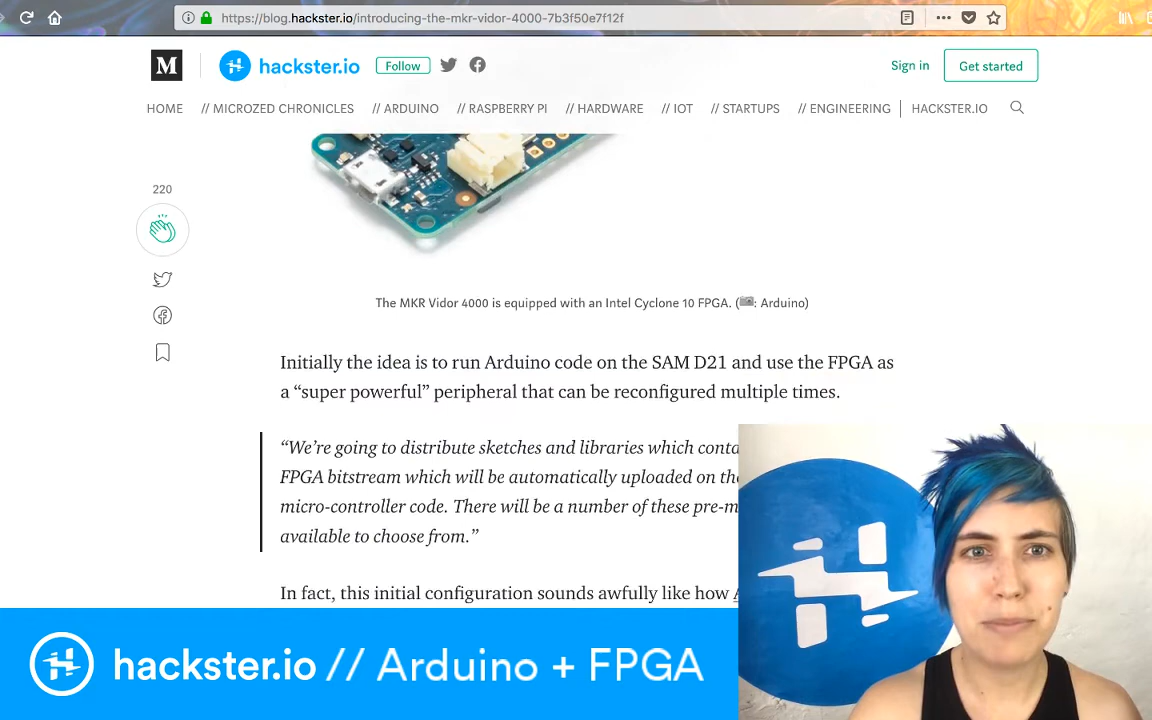 https://blog.hackster.io/introducing-the-mkr-vidor-4000-7b3f50e7f12f
M hackster.io Follow Sign in Get started
HOME // MICROZED CHRONICLES // ARDUINO // RASPBERRY PI // HARDWARE // IOT // STARTUPS // ENGINEERING | HACKSTER.IO
220
The MKR Vidor 4000 is equipped with an Intel Cyclone 10 FPGA. (📷: Arduino)
Initially the idea is to run Arduino code on the SAM D21 and use the FPGA as
a “super powerful” peripheral that can be reconfigured multiple times.
“We’re going to distribute sketches and libraries which
FPGA bitstream which will be automatically uploaded on
micro-controller code. There will be a number of these
available to choose from.”
In fact, this initial configuration sounds awfully like how
hackster.io // Arduino + FPGA